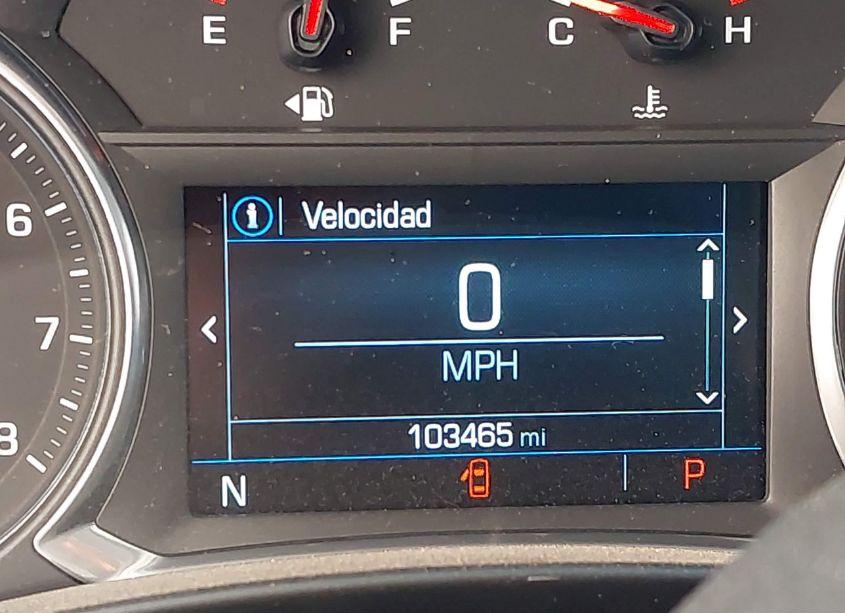 E F C H
6
7
8
i Velocidad
0
MPH
103465 mi
N P